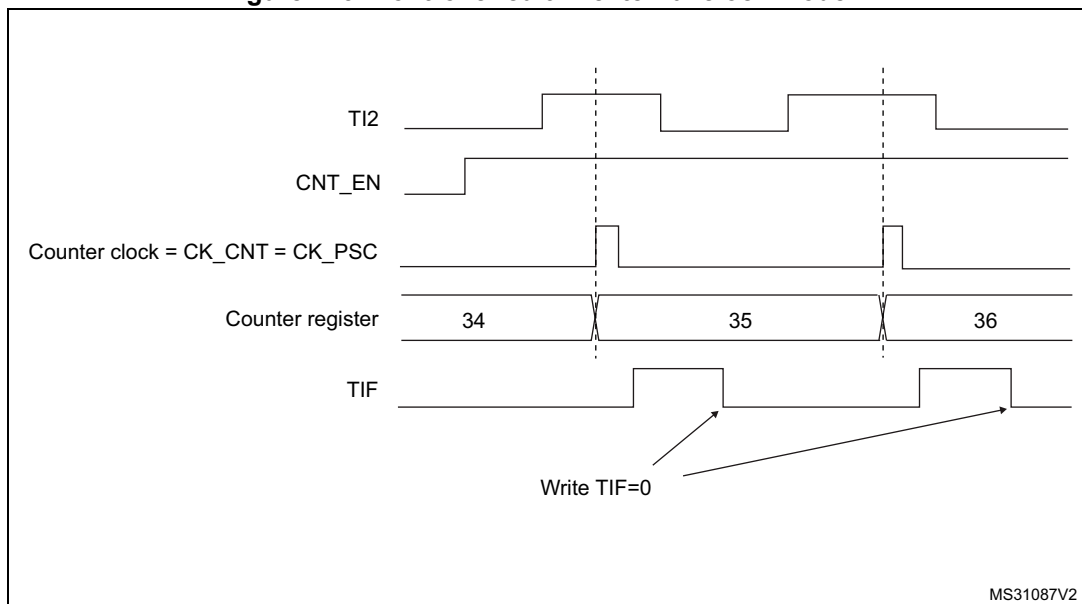 TI2
CNT_EN
Counter clock = CK_CNT = CK_PSC
Counter register
34
35
36
TIF
Write TIF=0
MS31087V2